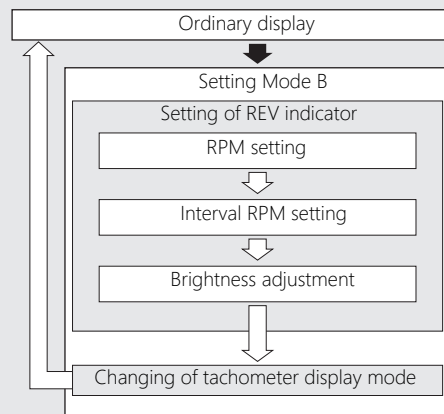 Ordinary display
Setting Mode B
Setting of REV indicator
RPM setting
Interval RPM setting
Brightness adjustment
Changing of tachometer display mode